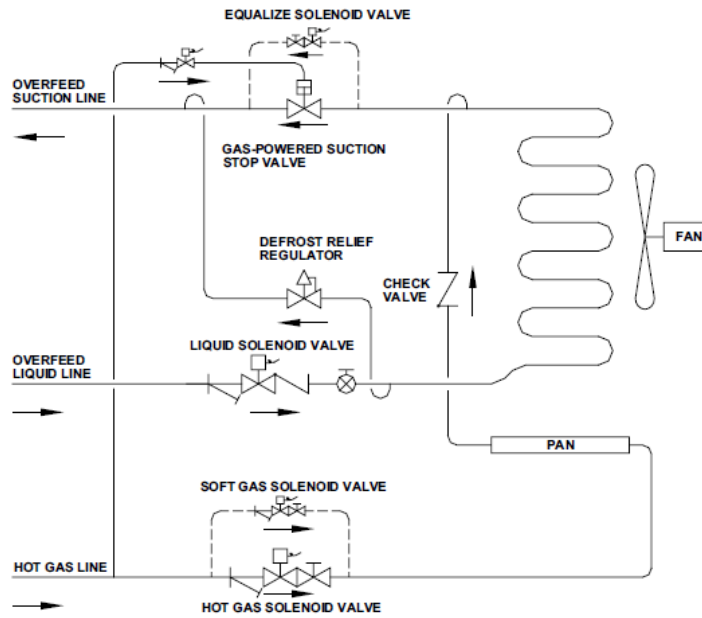 EQUALIZE SOLENOID VALVE
OVERFEED
SUCTION LINE
GAS-POWERED SUCTION
STOP VALVE
FAN
DEFROST RELIEF
REGULATOR
CHECK
VALVE
LIQUID SOLENOID VALVE
OVERFEED
LIQUID LINE
PAN
SOFT GAS SOLENOID VALVE
HOT GAS LINE
HOT GAS SOLENOID VALVE